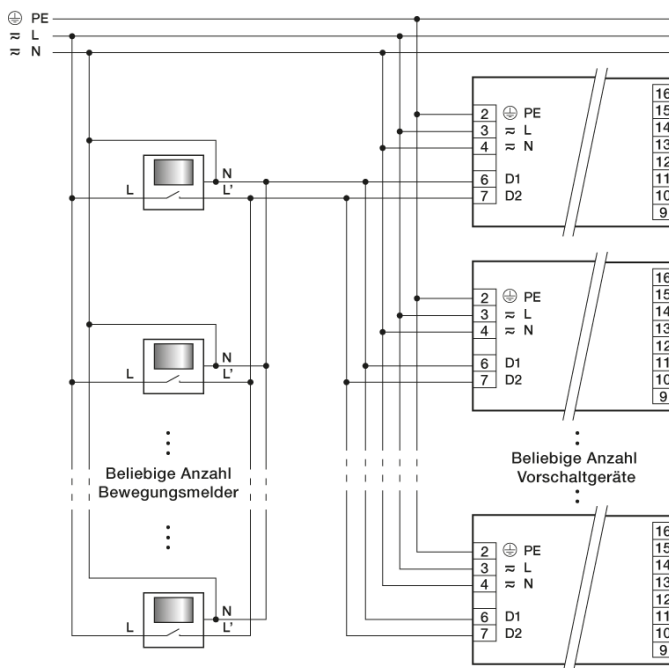 PE
≂ L
≂ N
16
15
14
13
12
11
10
9
2 PE
3 ≂ L
4 ≂ N
6 D1
7 D2
N
L L'
16
15
14
13
12
11
10
9
2 PE
3 ≂ L
4 ≂ N
6 D1
7 D2
N
L L'
Beliebige Anzahl
Bewegungsmelder
Beliebige Anzahl
Vorschaltgeräte
16
15
14
13
12
11
10
9
2 PE
3 ≂ L
4 ≂ N
6 D1
7 D2
N
L L'